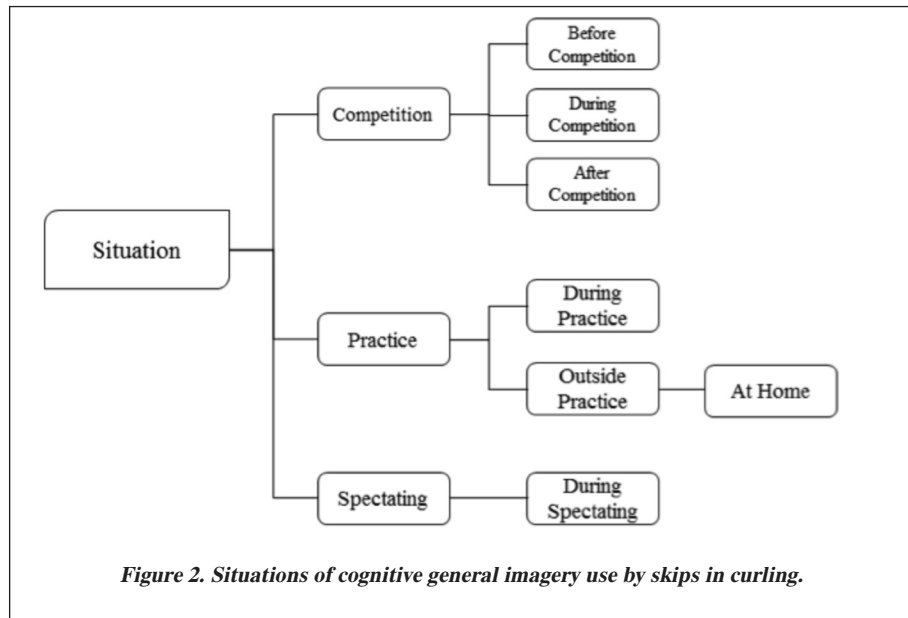 Before
Competition
Competition
During
Competition
After
Competition
Situation
During
Practice
Practice
Outside
Practice
At Home
Spectating
During
Spectating
Figure 2. Situations of cognitive general imagery use by skips in curling.